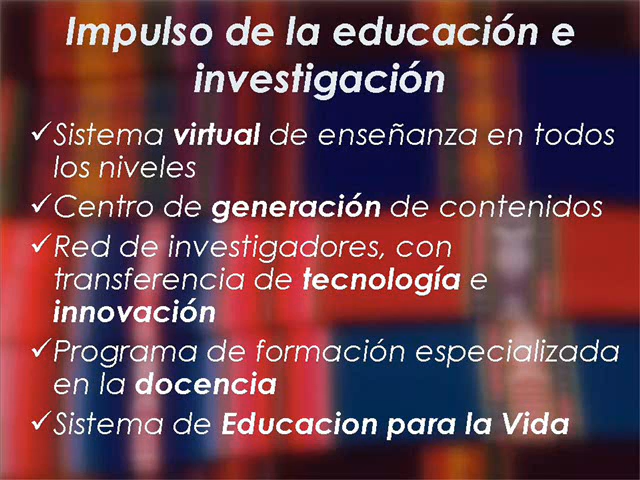 Impulso de la educación e
investigación
✓Sistema virtual de enseñanza en todos
los niveles
✓Centro de generación de contenidos
✓Red de investigadores, con
transferencia de tecnología e
innovación
✓Programa de formación especializada
en la docencia
✓Sistema de Educacion para la Vida